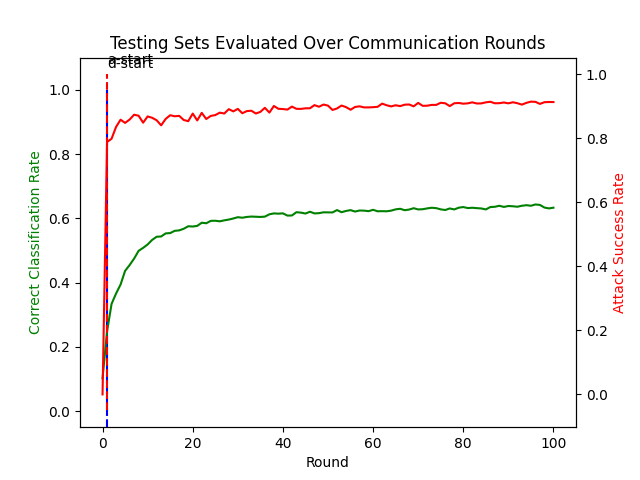 Testing Sets Evaluated Over Communication Rounds
a-start
d-start
1.0
0.8
0.6
0.4
0.2
0.0
Correct Classification Rate
1.0
0.8
0.6
0.4
0.2
0.0
Attack Success Rate
0 20 40 60 80 100
Round